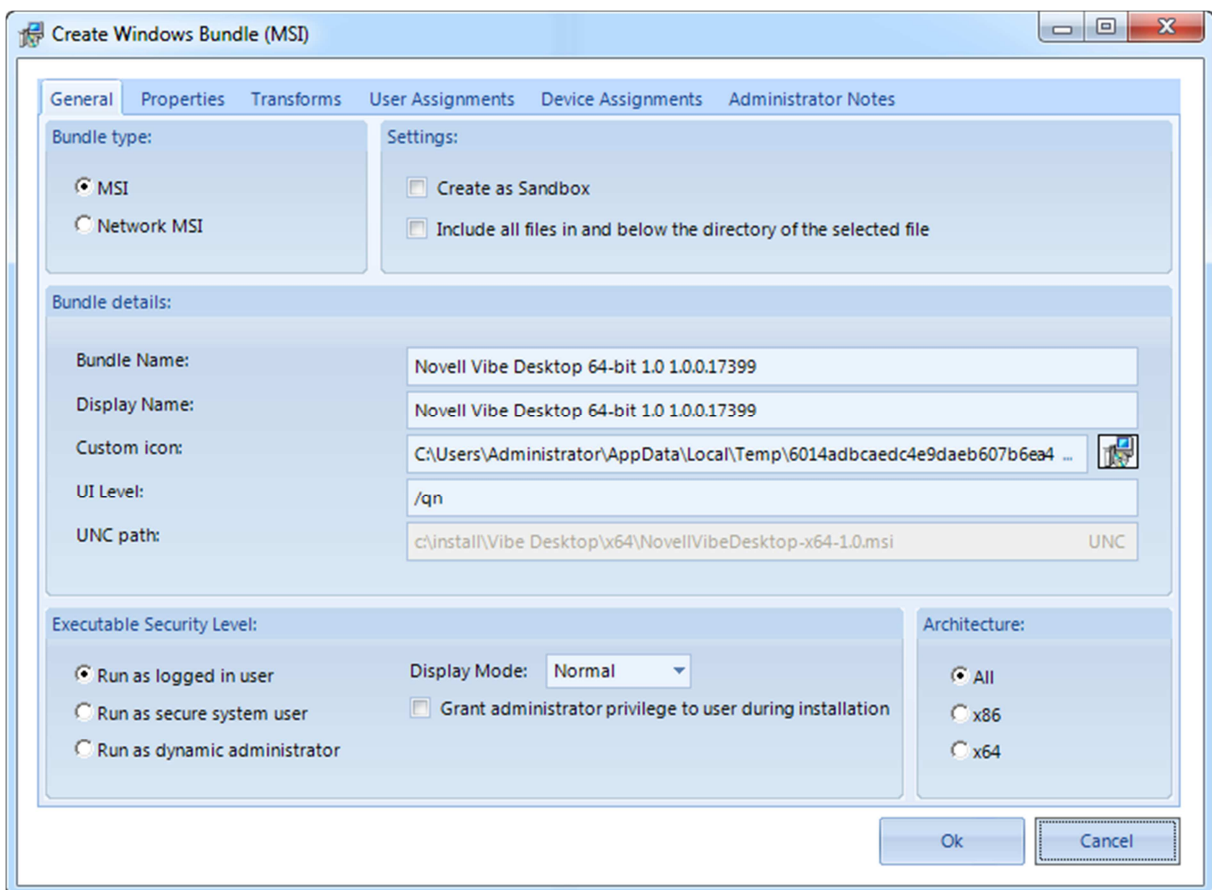 Create Windows Bundle (MSI)
General Properties Transforms User Assignments Device Assignments Administrator Notes
Bundle type:
MSI
Network MSI
Settings:
Create as Sandbox
Include all files in and below the directory of the selected file
Bundle details:
Bundle Name: Novell Vibe Desktop 64-bit 1.0 1.0.0.17399
Display Name: Novell Vibe Desktop 64-bit 1.0 1.0.0.17399
Custom icon: C:\Users\Administrator\AppData\Local\Temp\6014adbcaedc4e9daeb607b6ea4 ...
UI Level: /qn
UNC path: c:\install\Vibe Desktop\x64\NovellVibeDesktop-x64-1.0.msi UNC
Executable Security Level:
Run as logged in user
Run as secure system user
Run as dynamic administrator
Display Mode: Normal
Grant administrator privilege to user during installation
Architecture:
All
x86
x64
Ok Cancel